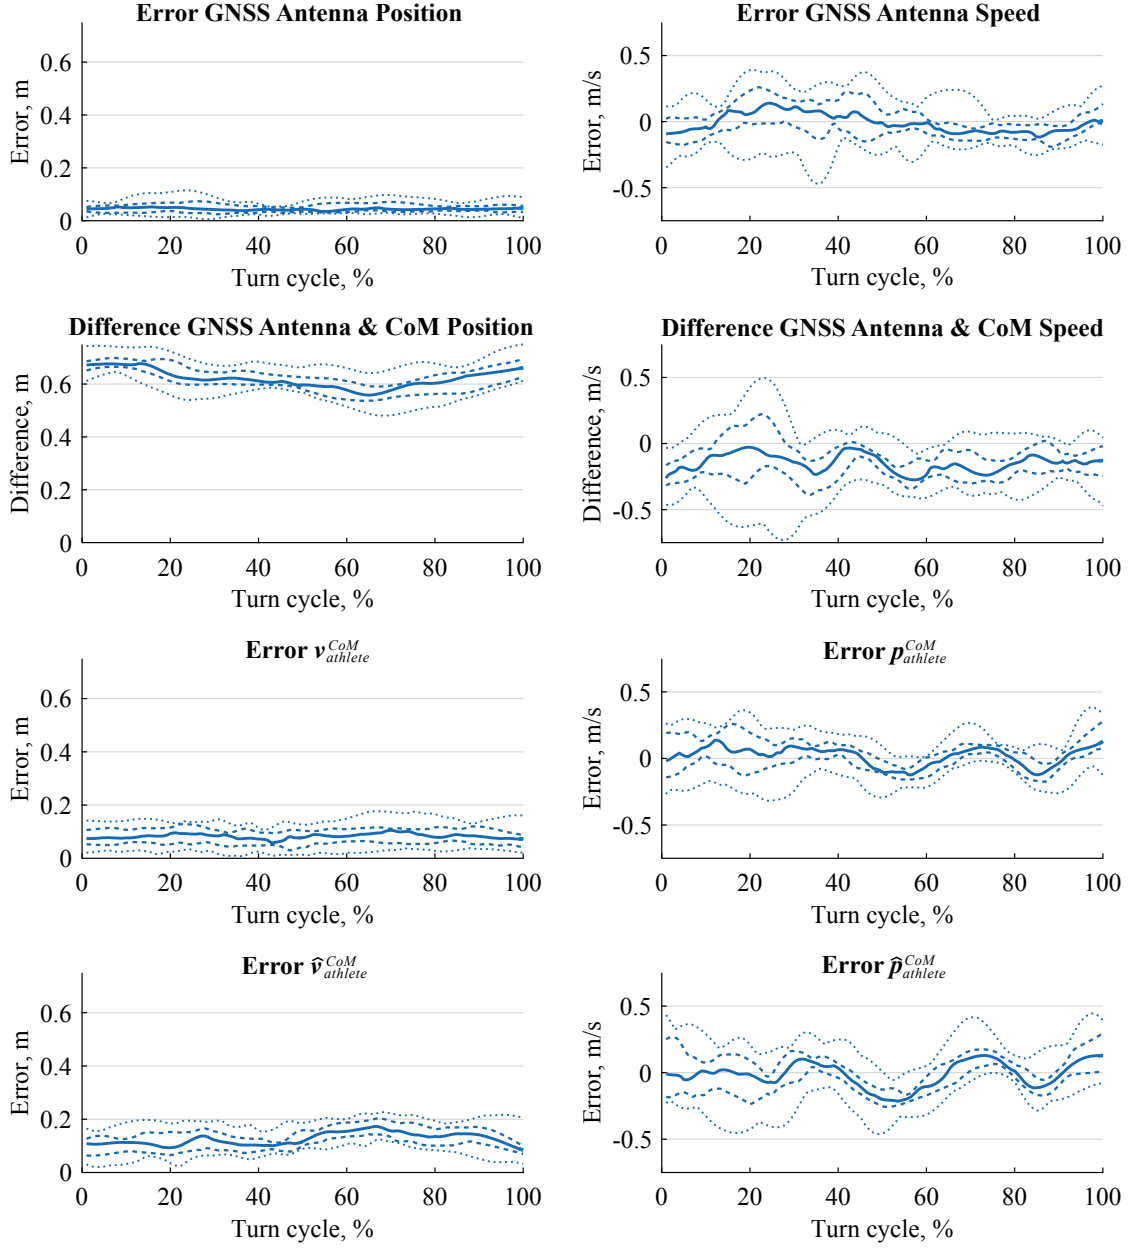 Error GNSS Antenna Position
Error, m
0.6
0.4
0.2
0
0 20 40 60 80 100
Turn cycle, %
Error GNSS Antenna Speed
Error, m/s
0.5
0
-0.5
0 20 40 60 80 100
Turn cycle, %
Difference GNSS Antenna & CoM Position
Difference, m
0.6
0.4
0.2
0
0 20 40 60 80 100
Turn cycle, %
Difference GNSS Antenna & CoM Speed
Difference, m/s
0.5
0
-0.5
0 20 40 60 80 100
Turn cycle, %
Error v^CoM_athlete
Error, m
0.6
0.4
0.2
0
0 20 40 60 80 100
Turn cycle, %
Error p^CoM_athlete
Error, m/s
0.5
0
-0.5
0 20 40 60 80 100
Turn cycle, %
Error v̂^CoM_athlete
Error, m
0.6
0.4
0.2
0
0 20 40 60 80 100
Turn cycle, %
Error p̂^CoM_athlete
Error, m/s
0.5
0
-0.5
0 20 40 60 80 100
Turn cycle, %